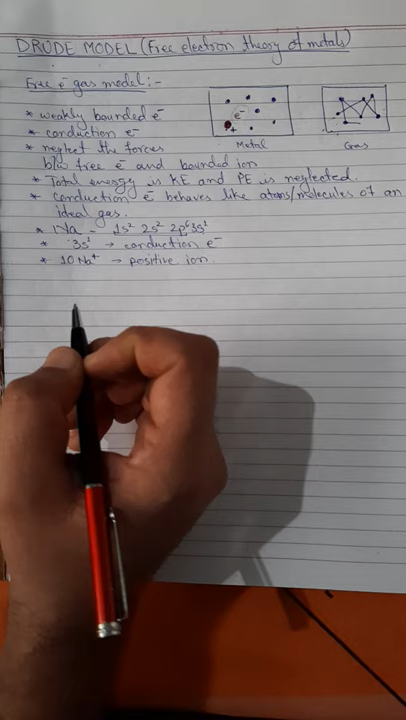 DRUDE MODEL (Free electron theory of metals)
Free e⁻ gas model:-
* weakly bounded e⁻
* conduction e⁻
* neglect the forces
b/w free e⁻ and bounded ion
e⁻
+
Metal
Gas
* Total energy is KE and PE is neglected.
* conduction e⁻ behaves like atoms/molecules of an
ideal gas.
* Na - 1s² 2s² 2p⁶ 3s¹
* 3s¹ → conduction e⁻
* 10 Na⁺ → positive ion.